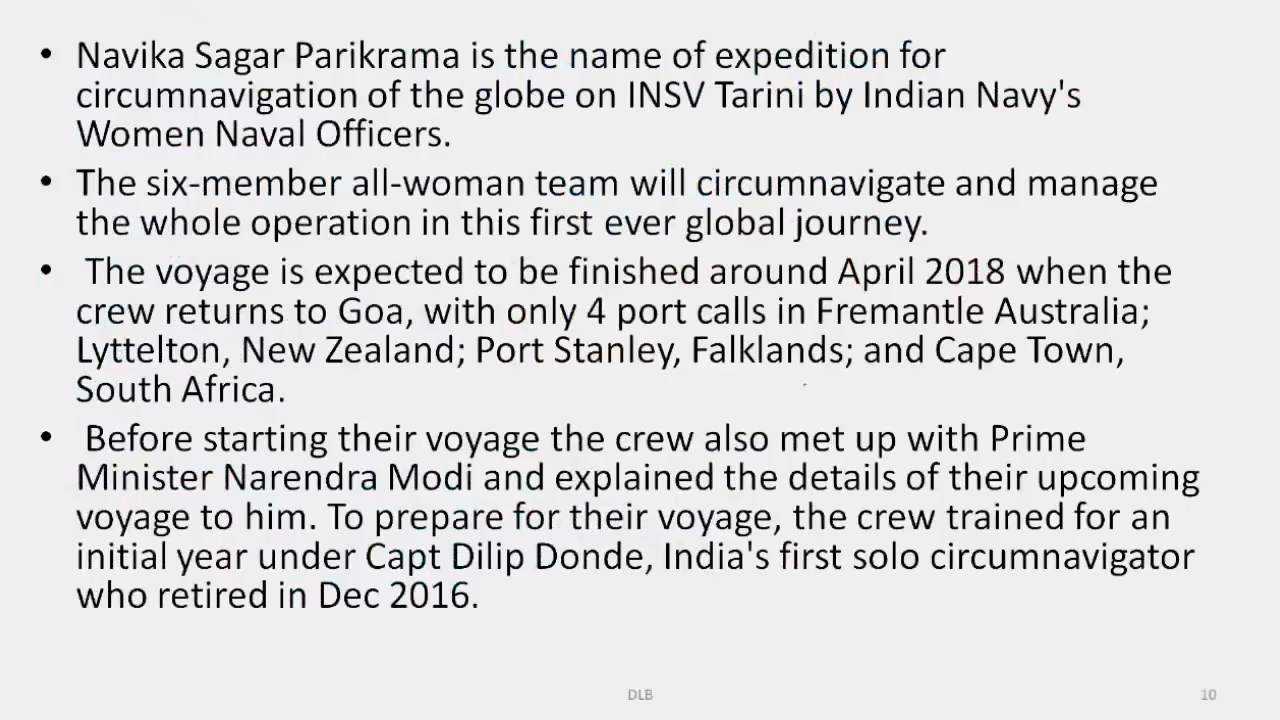 • Navika Sagar Parikrama is the name of expedition for
circumnavigation of the globe on INSV Tarini by Indian Navy's
Women Naval Officers.
• The six-member all-woman team will circumnavigate and manage
the whole operation in this first ever global journey.
• The voyage is expected to be finished around April 2018 when the
crew returns to Goa, with only 4 port calls in Fremantle Australia;
Lyttelton, New Zealand; Port Stanley, Falklands; and Cape Town,
South Africa.
• Before starting their voyage the crew also met up with Prime
Minister Narendra Modi and explained the details of their upcoming
voyage to him. To prepare for their voyage, the crew trained for an
initial year under Capt Dilip Donde, India's first solo circumnavigator
who retired in Dec 2016.
DLB
10